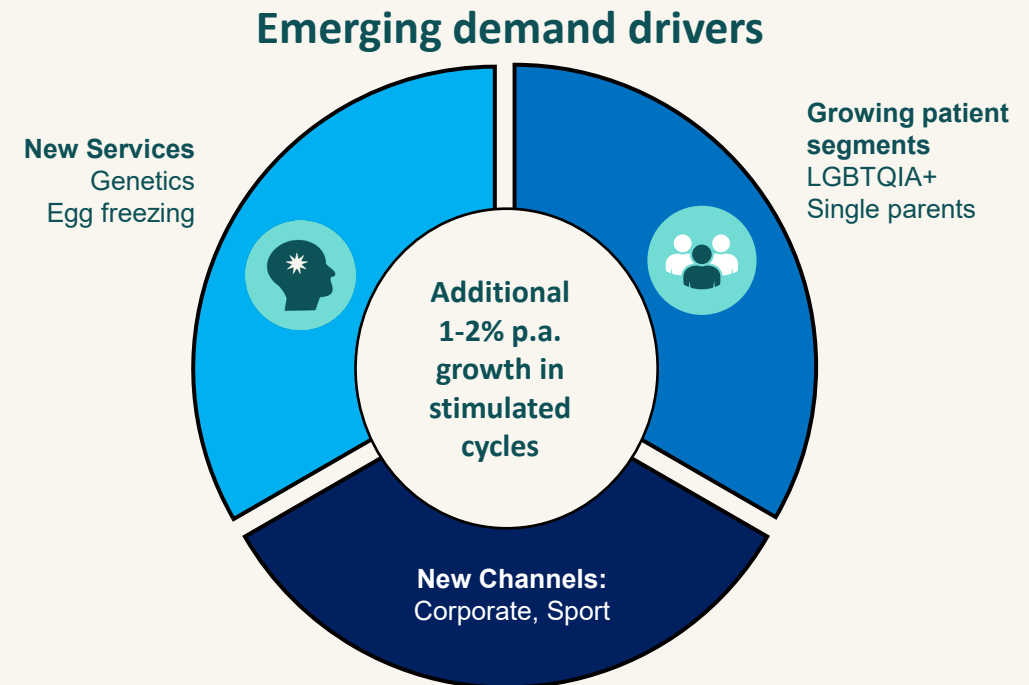 Emerging demand drivers
New Services
Genetics
Egg freezing
Growing patient
segments
LGBTQIA+
Single parents
Additional
1-2% p.a.
growth in
stimulated
cycles
New Channels:
Corporate, Sport